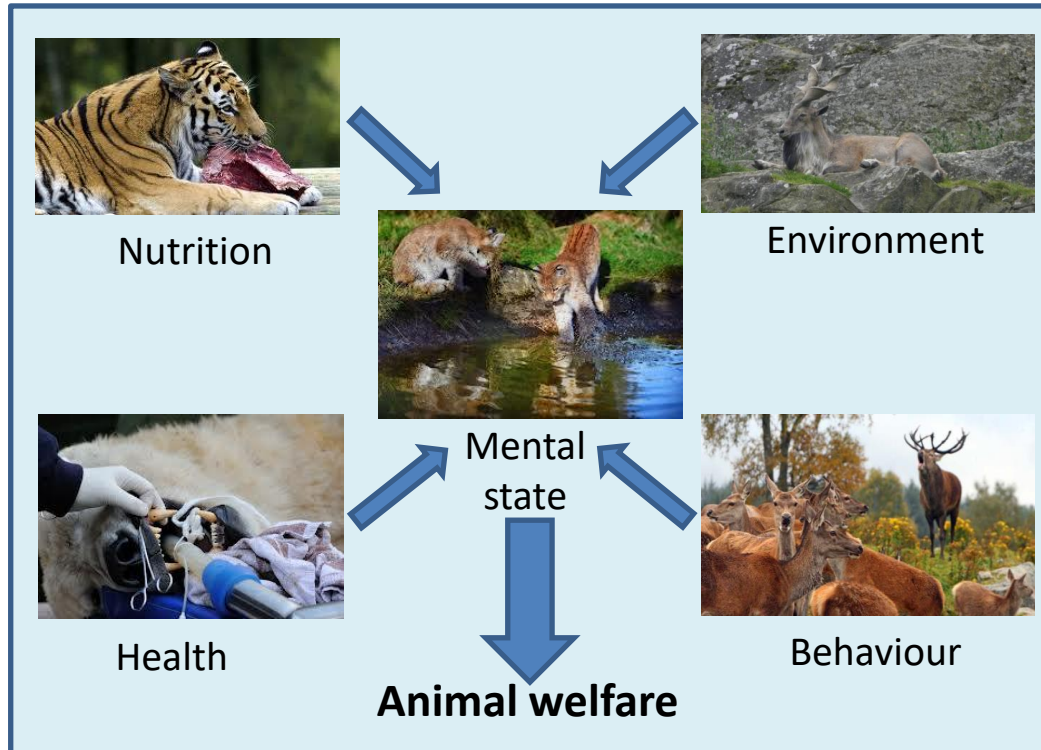 Nutrition
Environment
Mental
state
Health
Behaviour
Animal welfare